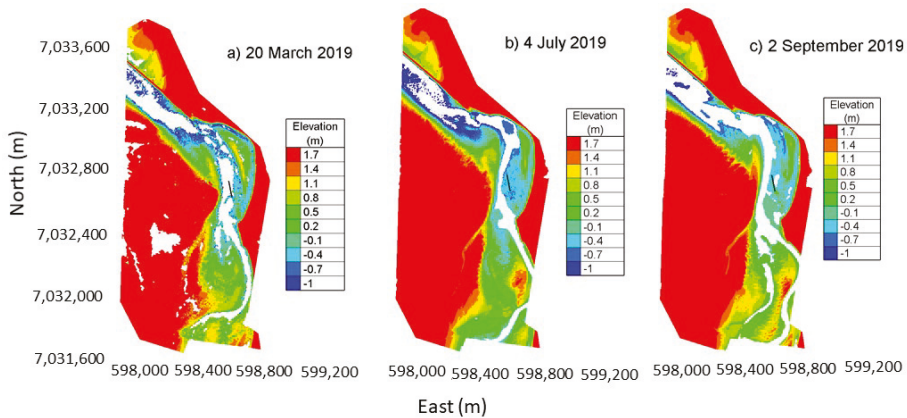 a) 20 March 2019
b) 4 July 2019
c) 2 September 2019
7,033,600
7,033,200
7,032,800
7,032,400
7,032,000
7,031,600
North (m)
Elevation
(m)
1.7
1.4
1.1
0.8
0.5
0.2
-0.1
-0.4
-0.7
-1
Elevation
(m)
1.7
1.4
1.1
0.8
0.5
0.2
-0.1
-0.4
-0.7
-1
Elevation
(m)
1.7
1.4
1.1
0.8
0.5
0.2
-0.1
-0.4
-0.7
-1
598,000 598,400 598,800 599,200
598,000 598,400 598,800 599,200
598,000 598,400 598,800 599,200
East (m)